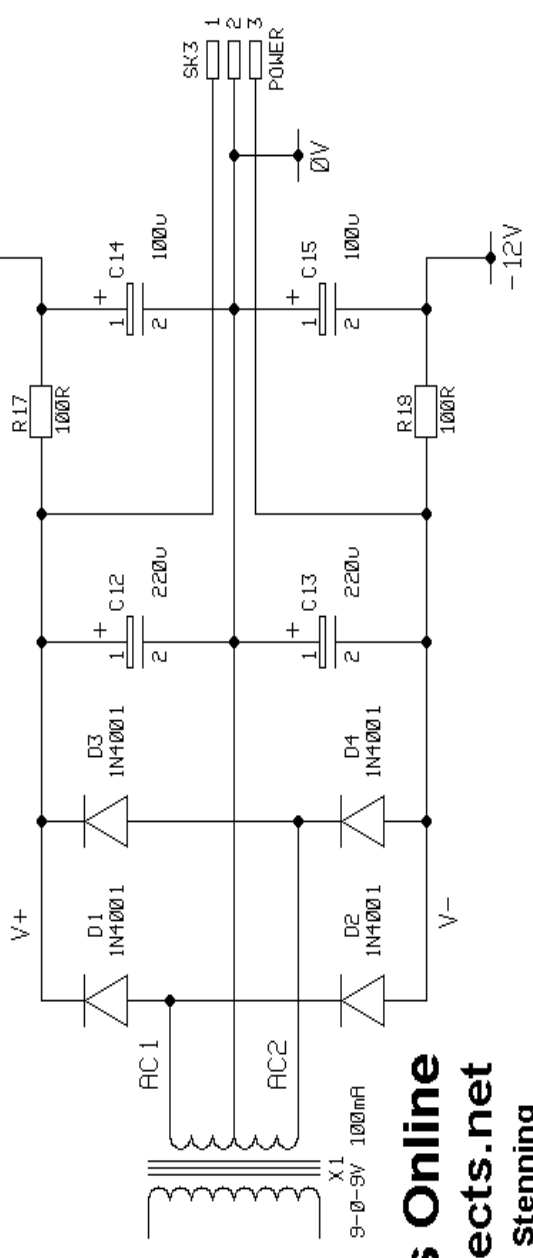 SK3
1
2
3
POWER
0V
C14
100u
+
1
2
C15
100u
+
1
2
-12V
R17
100R
R19
100R
C12
220u
+
1
2
C13
220u
+
1
2
D3
1N4001
D4
1N4001
V+
D1
1N4001
D2
1N4001
V-
AC1
AC2
X1
9-0-9V 100mA
s Online
ects.net
Stenning